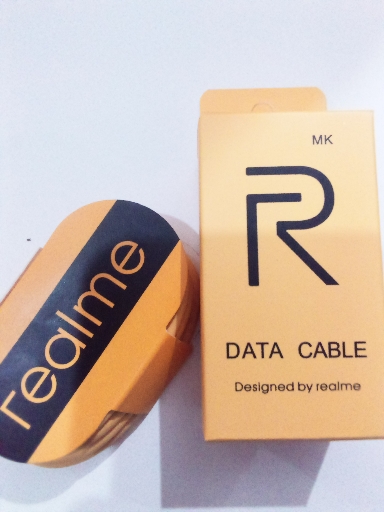 realme
MK
R
DATA CABLE
Designed by realme